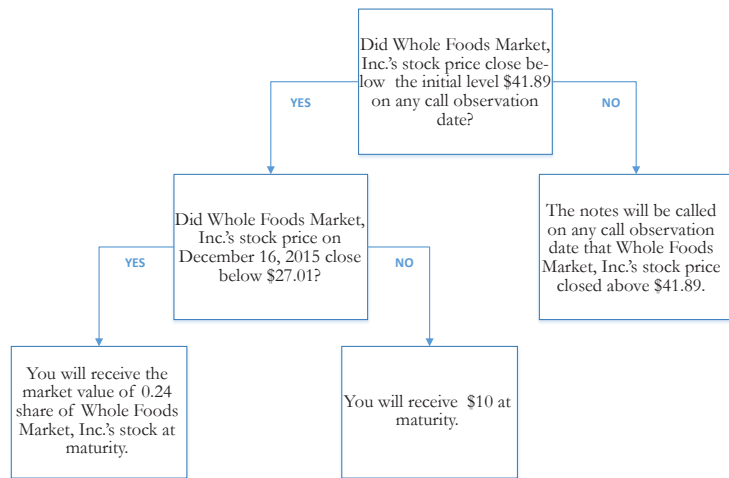 Did Whole Foods Market,
Inc.'s stock price close be-
low the initial level $41.89
on any call observation
date?
YES
NO
Did Whole Foods Market,
Inc.'s stock price on
December 16, 2015 close
below $27.01?
The notes will be called
on any call observation
date that Whole Foods
Market, Inc.'s stock price
closed above $41.89.
YES
NO
You will receive the
market value of 0.24
share of Whole Foods
Market, Inc.'s stock at
maturity.
You will receive $10 at
maturity.